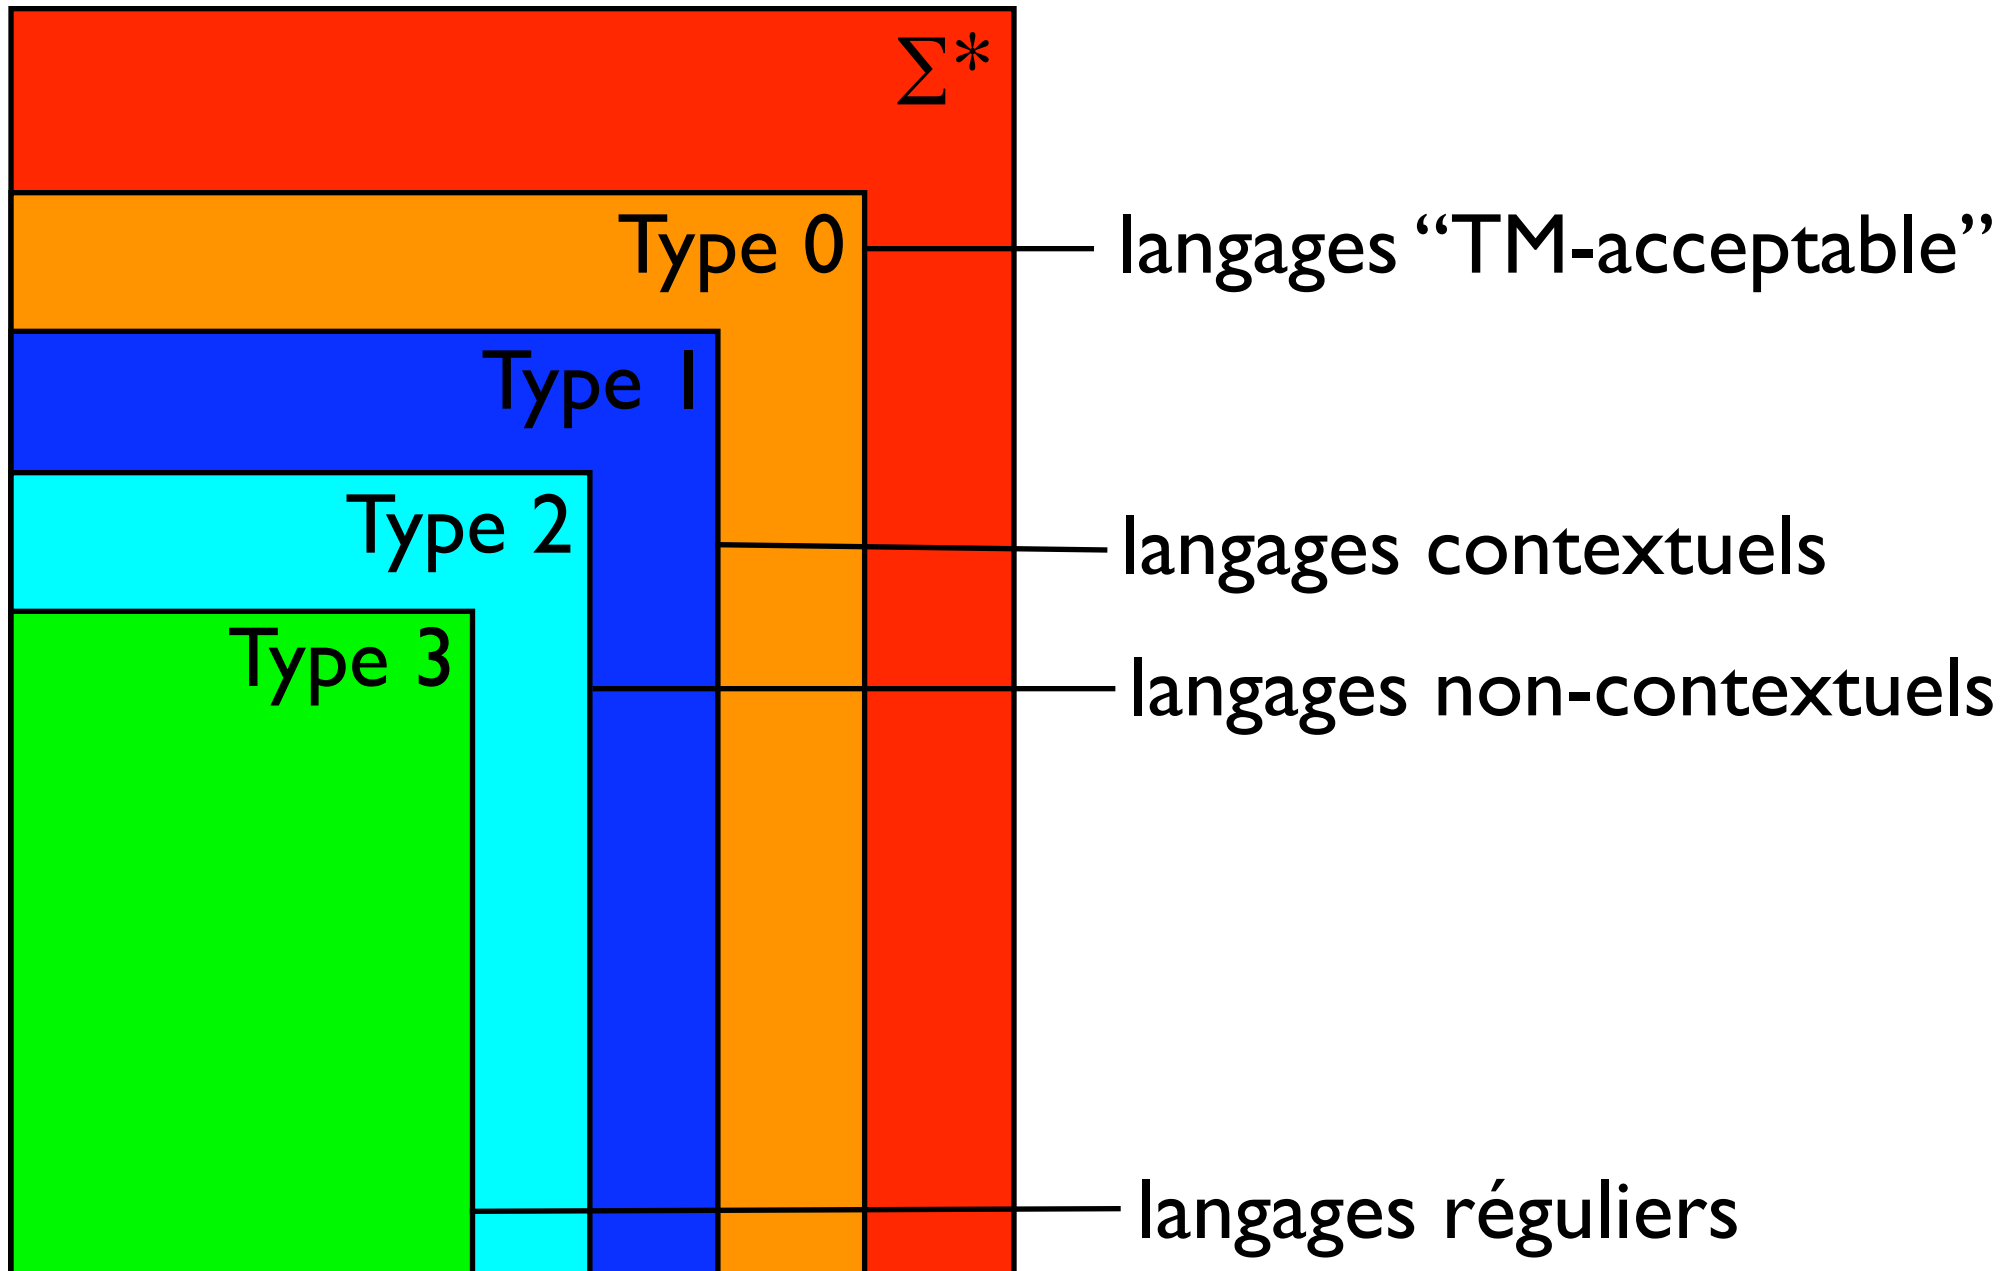 Σ*
Type 0
langages “TM-acceptable”
Type 1
langages contextuels
Type 2
langages non-contextuels
Type 3
langages réguliers